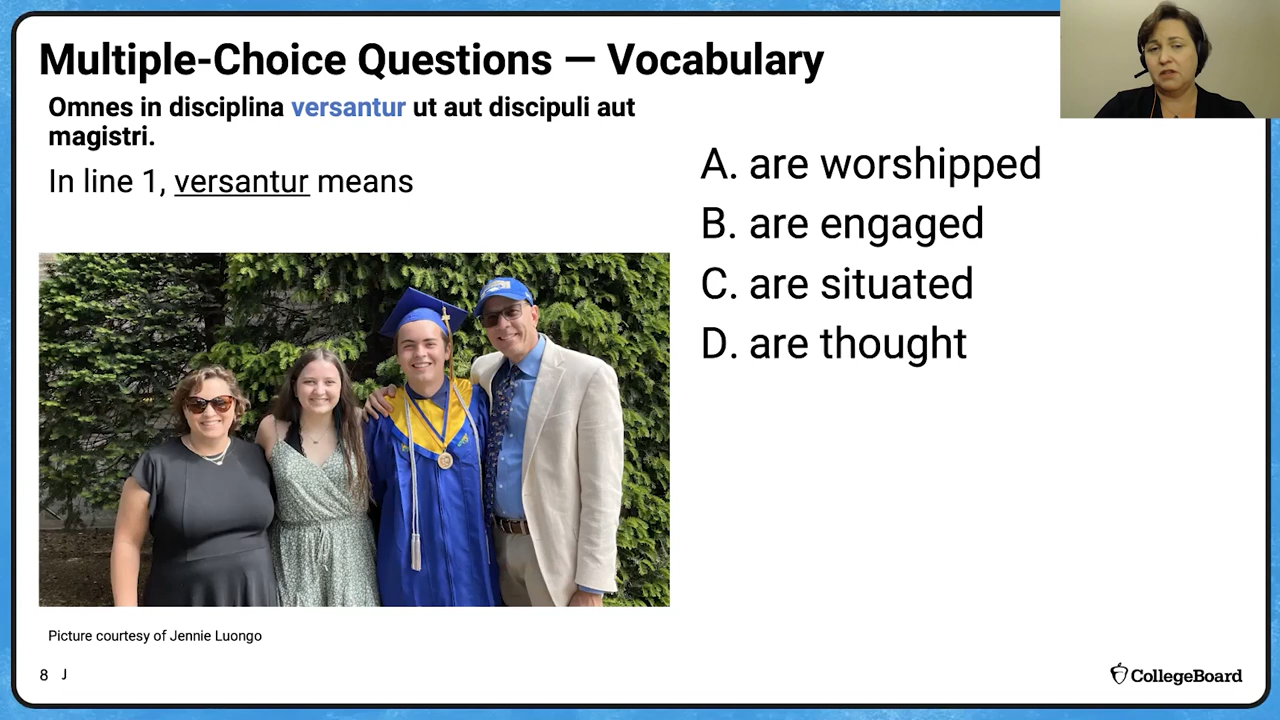 Multiple-Choice Questions — Vocabulary
Omnes in disciplina versantur ut aut discipuli aut
magistri.
In line 1, versantur means
A. are worshipped
B. are engaged
C. are situated
D. are thought
Picture courtesy of Jennie Luongo
8 J
CollegeBoard